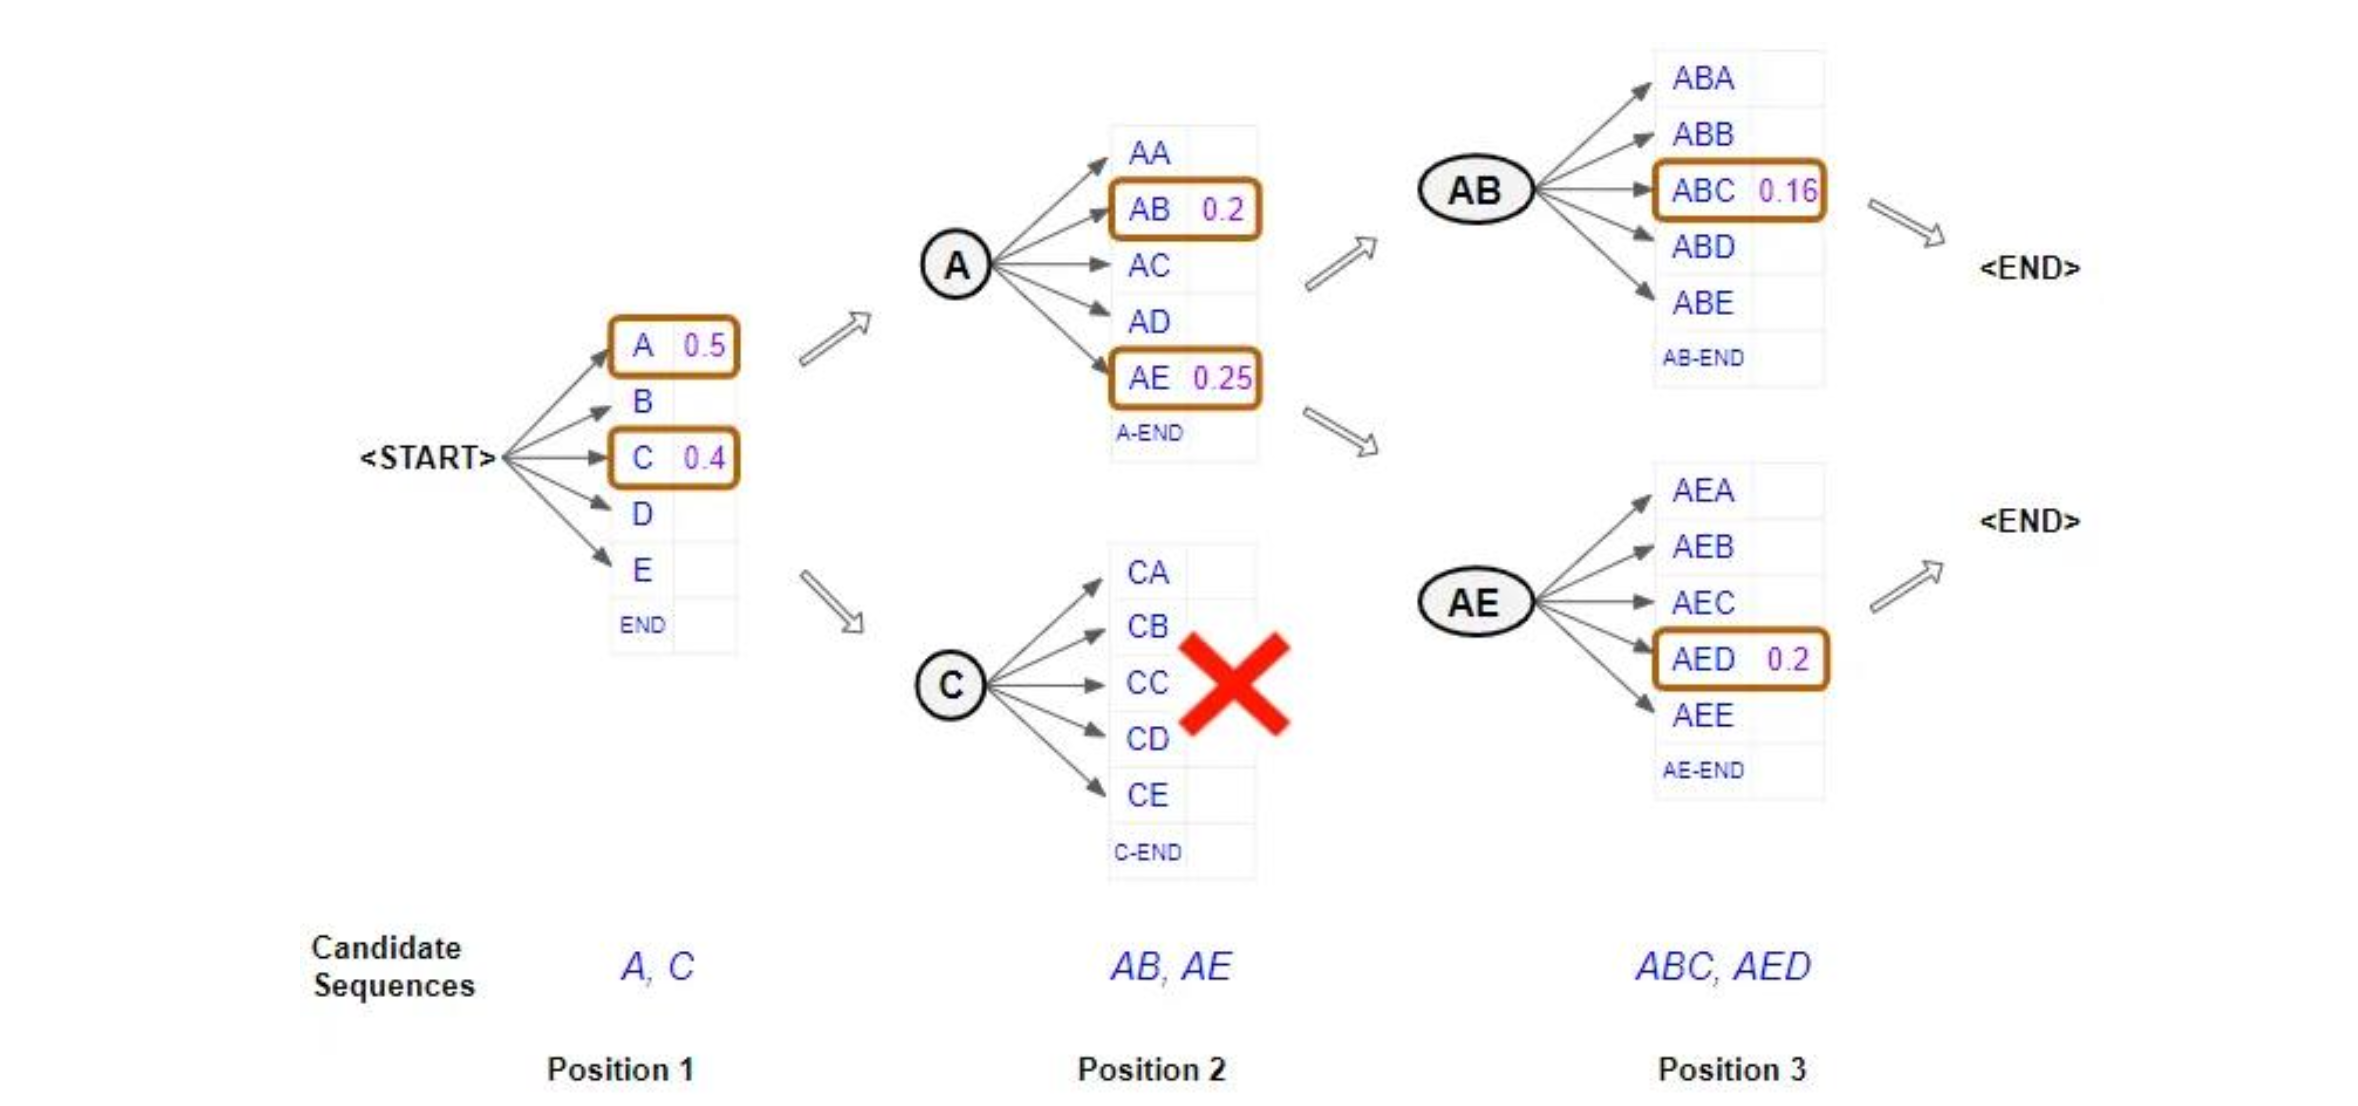 <START>
A 0.5
B
C 0.4
D
E
END
A
AA
AB 0.2
AC
AD
AE 0.25
A-END
C
CA
CB
CC
CD
CE
C-END
AB
ABA
ABB
ABC 0.16
ABD
ABE
AB-END
<END>
AE
AEA
AEB
AEC
AED 0.2
AEE
AE-END
<END>
Candidate
Sequences
A, C
AB, AE
ABC, AED
Position 1
Position 2
Position 3